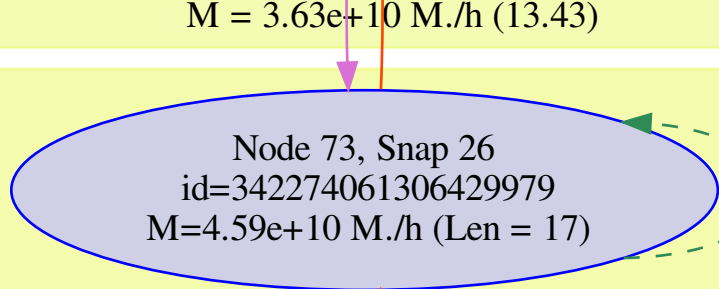 M = 3.63e+10 M./h (13.43)
Node 73, Snap 26
id=342274061306429979
M=4.59e+10 M./h (Len = 17)